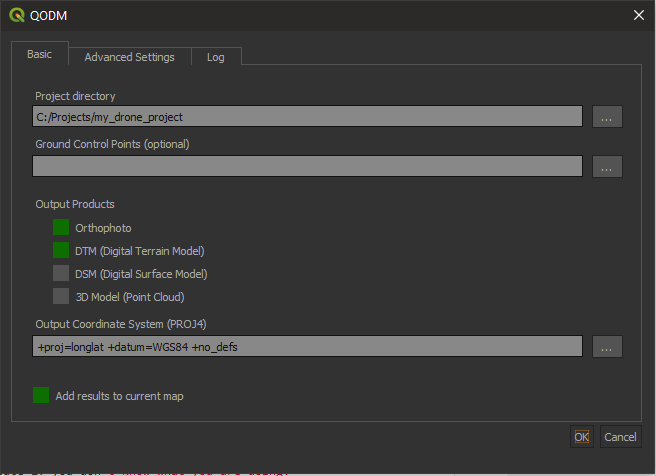 QODM
Basic
Advanced Settings
Log
Project directory
C:/Projects/my_drone_project
...
Ground Control Points (optional)
...
Output Products
Orthophoto
DTM (Digital Terrain Model)
DSM (Digital Surface Model)
3D Model (Point Cloud)
Output Coordinate System (PROJ4)
+proj=longlat +datum=WGS84 +no_defs
...
Add results to current map
OK
Cancel